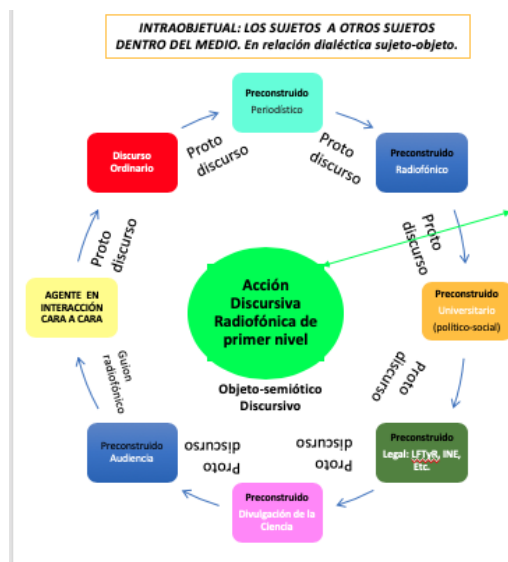 INTRAOBJETUAL: LOS SUJETOS A OTROS SUJETOS
DENTRO DEL MEDIO. En relación dialéctica sujeto-objeto.
Preconstruido
Periodístico
Proto
discurso
Preconstruido
Radiofónico
Proto
discurso
Preconstruido
Universitario
(político-social)
Proto
discurso
Preconstruido
Legal: LFTyR, INE,
Etc.
Proto
discurso
Preconstruido
Divulgación de la
Ciencia
Proto
discurso
Preconstruido
Audiencia
Guion
radiofónico
AGENTE EN
INTERACCIÓN
CARA A CARA
Proto
discurso
Discurso
Ordinario
Proto
discurso
Acción
Discursiva
Radiofónica de
primer nivel
Objeto-semiótico
Discursivo